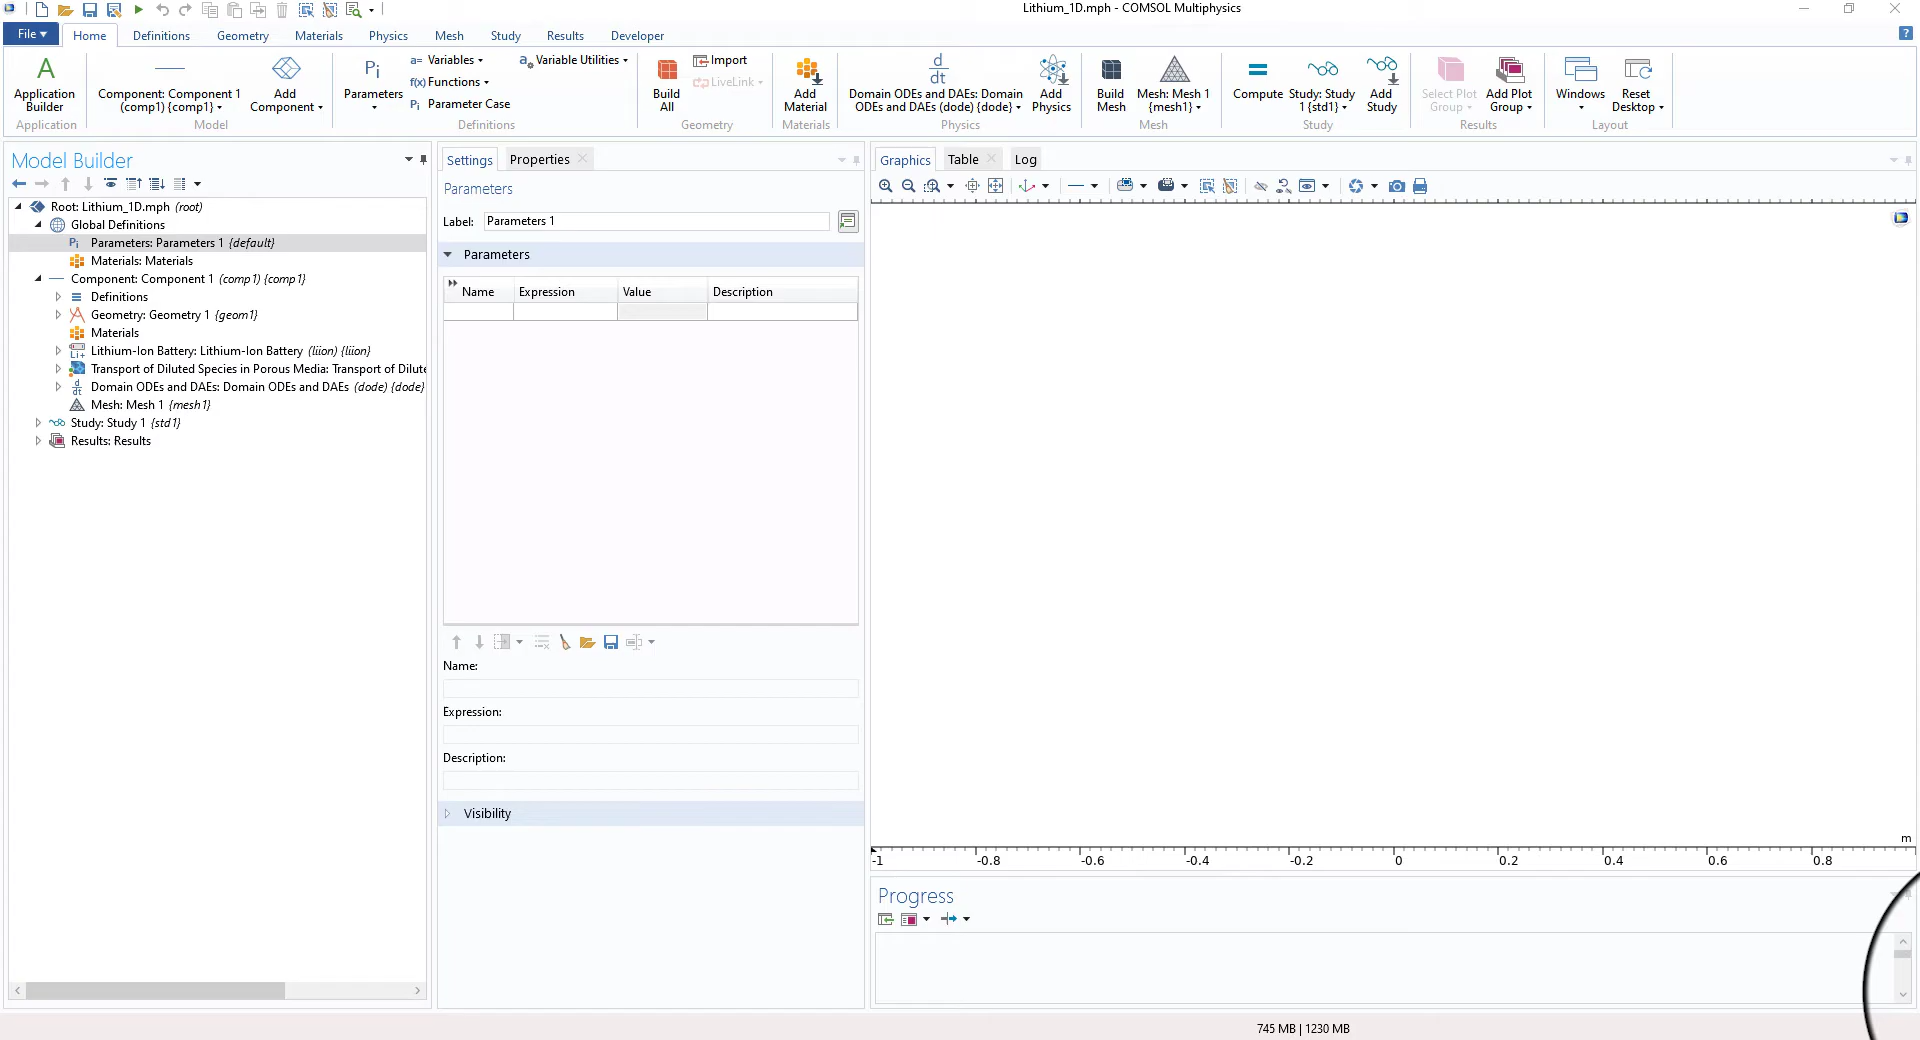 Lithium_1D.mph - COMSOL Multiphysics
File Home Definitions Geometry Materials Physics Mesh Study Results Developer
Application Builder
Application
Component: Component 1 (comp1) {comp1}
Add Component
Model
Parameters
a= Variables
f(x) Functions
Pi Parameter Case
Variable Utilities
Definitions
Build All
Import
LiveLink
Geometry
Add Material
Materials
Domain ODEs and DAEs: Domain ODEs and DAEs (dode) {dode}
Add Physics
Physics
Build Mesh
Mesh: Mesh 1 {mesh1}
Mesh
Compute
Study: Study 1 {std1}
Add Study
Study
Select Plot Group
Add Plot Group
Results
Windows
Reset Desktop
Layout
Model Builder
Root: Lithium_1D.mph (root)
Global Definitions
Parameters: Parameters 1 {default}
Materials: Materials
Component: Component 1 (comp1) {comp1}
Definitions
Geometry: Geometry 1 {geom1}
Materials
Lithium-Ion Battery: Lithium-Ion Battery (liion) {liion}
Transport of Diluted Species in Porous Media: Transport of Dilute
Domain ODEs and DAEs: Domain ODEs and DAEs (dode) {dode}
Mesh: Mesh 1 {mesh1}
Study: Study 1 {std1}
Results: Results
Settings Properties
Parameters
Label: Parameters 1
Parameters
Name Expression Value Description
Name:
Expression:
Description:
Visibility
Graphics Table Log
m
-1 -0.8 -0.6 -0.4 -0.2 0 0.2 0.4 0.6 0.8
Progress
745 MB | 1230 MB